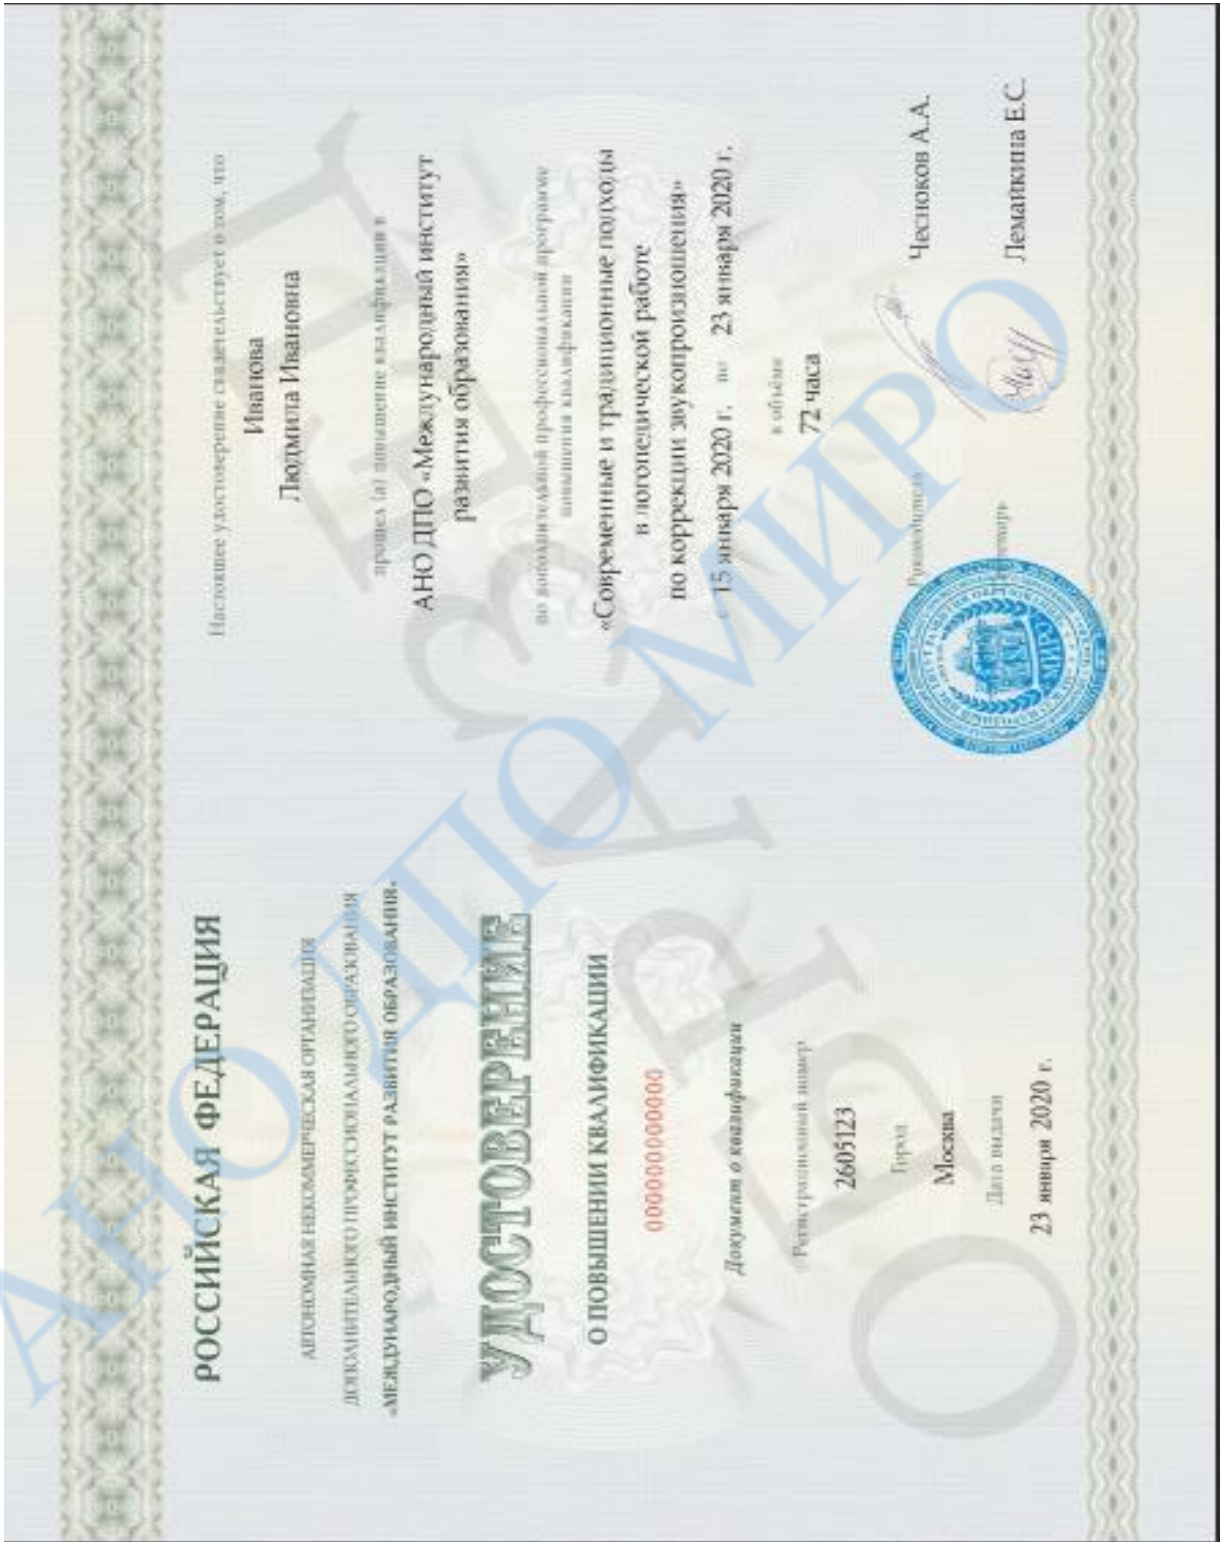 РОССИЙСКАЯ ФЕДЕРАЦИЯ
АВТОНОМНАЯ НЕКОММЕРЧЕСКАЯ ОРГАНИЗАЦИЯ
ДОПОЛНИТЕЛЬНОГО ПРОФЕССИОНАЛЬНОГО ОБРАЗОВАНИЯ
«МЕЖДУНАРОДНЫЙ ИНСТИТУТ РАЗВИТИЯ ОБРАЗОВАНИЯ»
УДОСТОВЕРЕНИЕ
О ПОВЫШЕНИИ КВАЛИФИКАЦИИ
000000000000
Документ о квалификации
Регистрационный номер
2605123
Город
Москва
Дата выдачи
23 января 2020 г.
Настоящее удостоверение свидетельствует о том, что
Иванова
Людмила Ивановна
прошел (а) повышение квалификации в
АНО ДПО «Международный институт
развития образования»
по дополнительной профессиональной программе
повышения квалификации
«Современные и традиционные подходы
в логопедической работе
по коррекции звукопроизношения»
с 15 января 2020 г. по 23 января 2020 г.
в объёме
72 часа
Руководитель
Чесноков А.А.
Секретарь
Лемайкина Е.С.
МИРО
АНО ДПО МИРО
ОБРАЗЕЦ